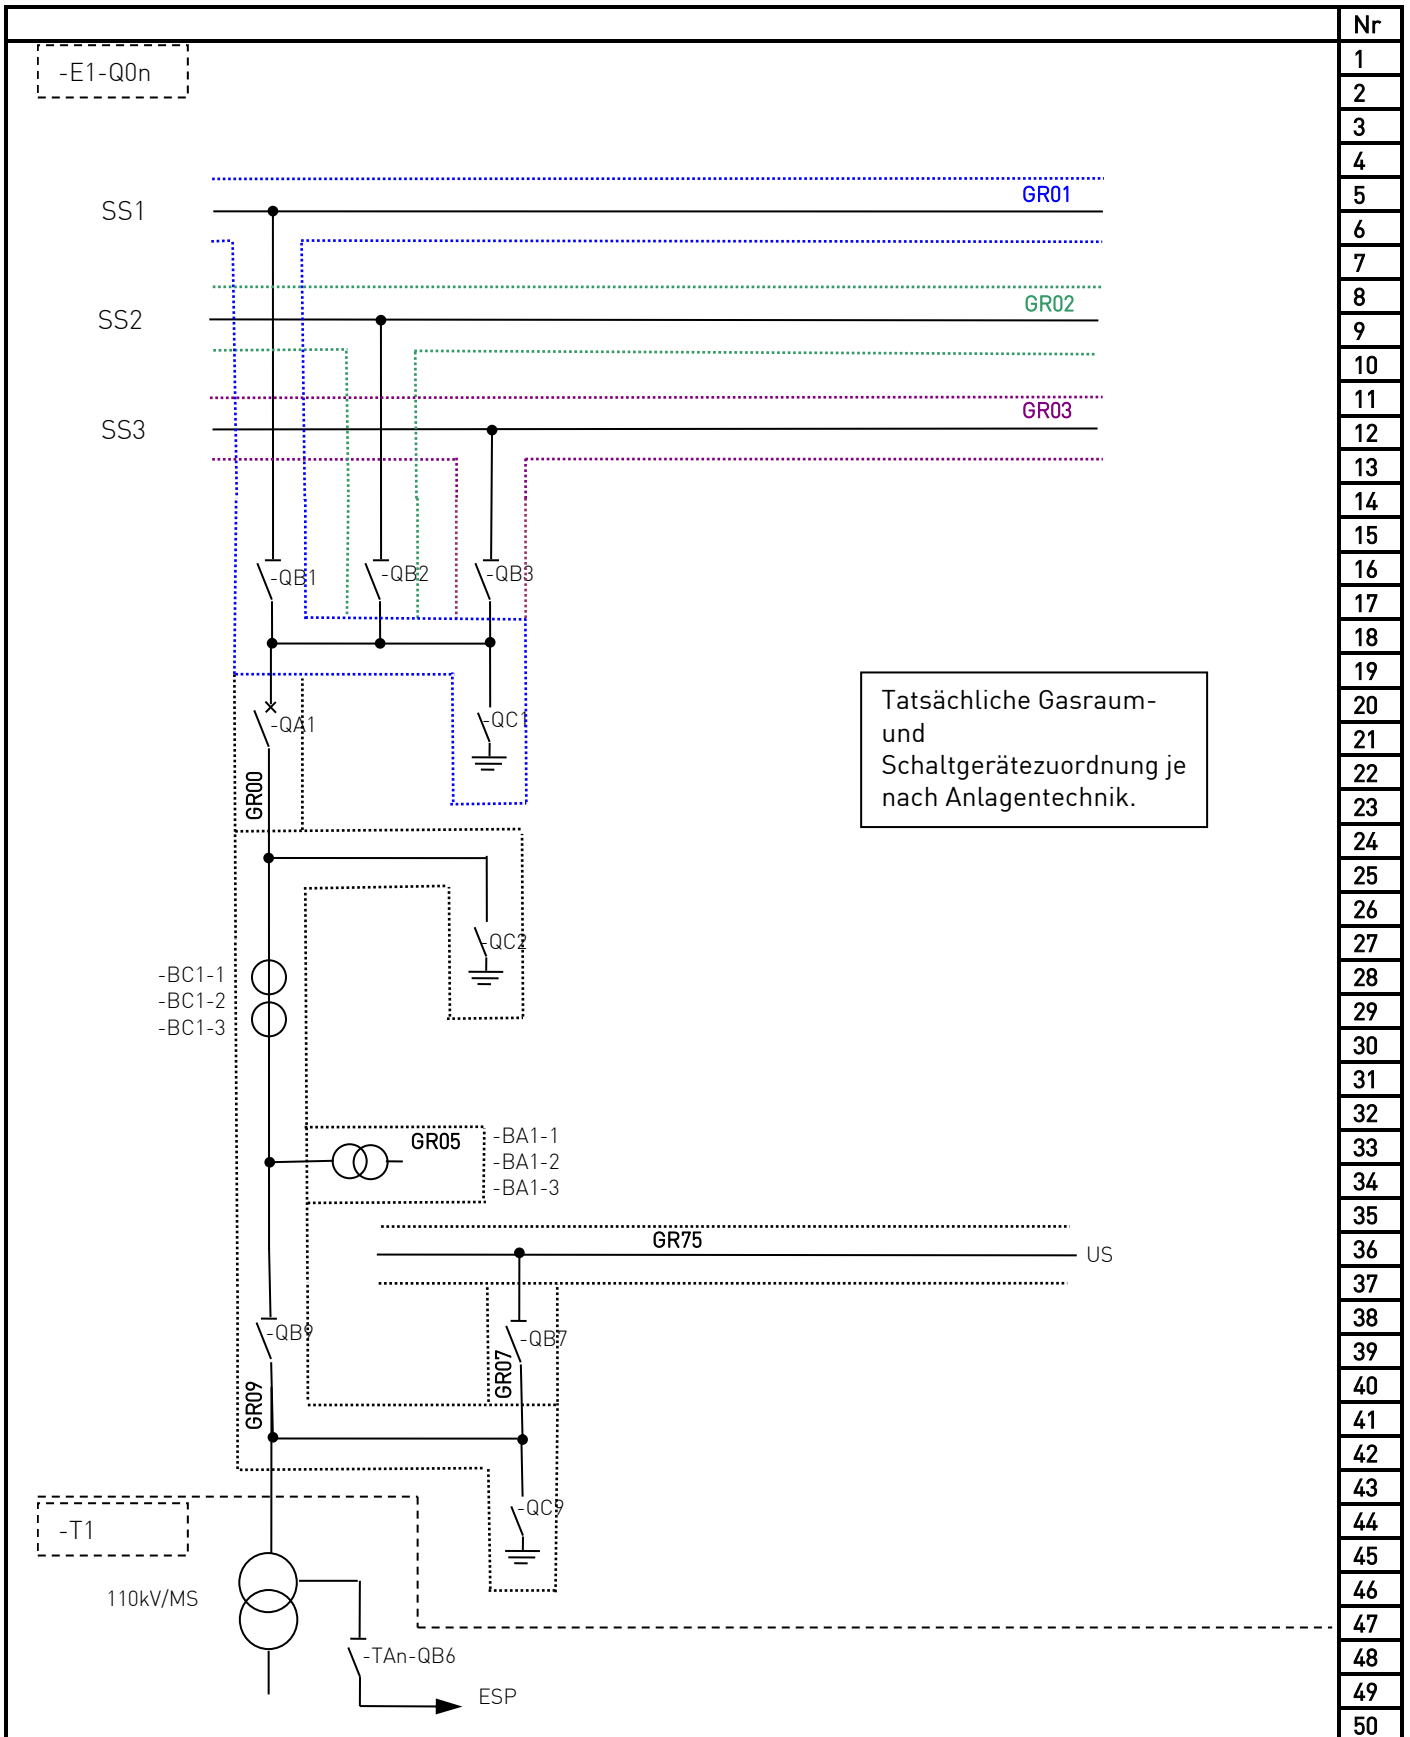 Nr
-E1-Q0n
1
2
3
4
GR01
SS1
5
6
7
8
GR02
SS2
9
10
11
GR03
SS3
12
13
14
15
-QB1
-QB2
-QB3
16
17
18
19
Tatsächliche Gasraum-
und
Schaltgerätezuordnung je
nach Anlagentechnik.
-QA1
-QC1
20
21
GR00
22
23
24
25
26
-QC2
27
-BC1-1
-BC1-2
-BC1-3
28
29
30
31
32
GR05
-BA1-1
-BA1-2
-BA1-3
33
34
35
GR75
US
36
37
-QB9
-QB7
38
39
GR07
GR09
40
41
42
43
-QC9
-T1
44
45
110kV/MS
46
47
-TAn-QB6
48
ESP
49
50